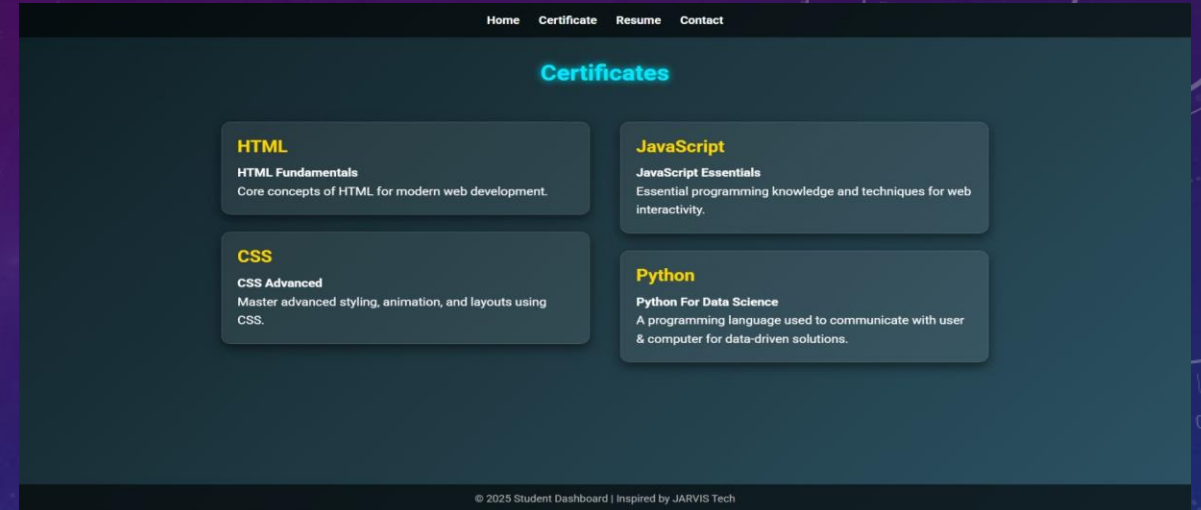 Home Certificate Resume Contact
Certificates
HTML
HTML Fundamentals
Core concepts of HTML for modern web development.
CSS
CSS Advanced
Master advanced styling, animation, and layouts using
CSS.
JavaScript
JavaScript Essentials
Essential programming knowledge and techniques for web
interactivity.
Python
Python For Data Science
A programming language used to communicate with user
& computer for data-driven solutions.
© 2025 Student Dashboard | Inspired by JARVIS Tech